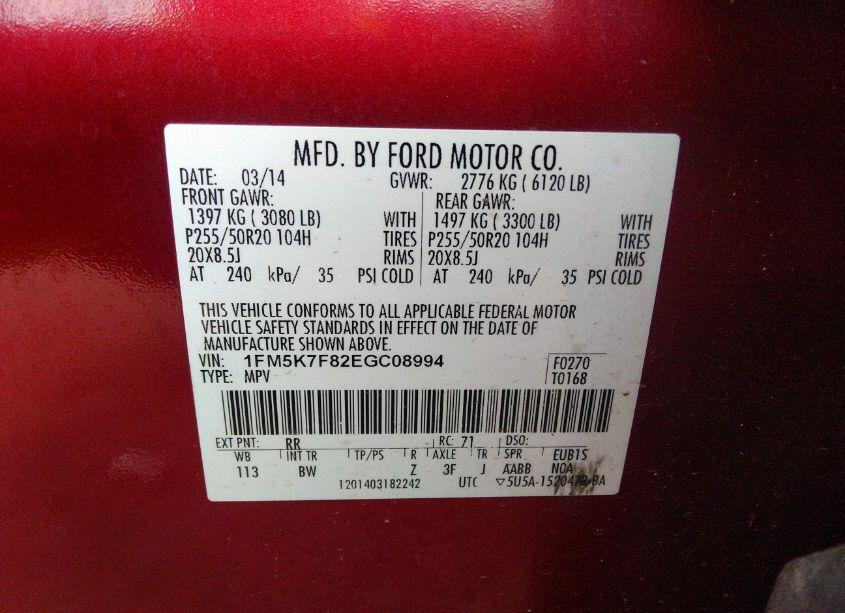 MFD. BY FORD MOTOR CO.
DATE: 03/14 GVWR: 2776 KG ( 6120 LB)
FRONT GAWR: REAR GAWR:
1397 KG ( 3080 LB) WITH 1497 KG ( 3300 LB) WITH
P255/50R20 104H TIRES P255/50R20 104H TIRES
20X8.5J RIMS 20X8.5J RIMS
AT 240 kPa/ 35 PSI COLD AT 240 kPa/ 35 PSI COLD
THIS VEHICLE CONFORMS TO ALL APPLICABLE FEDERAL MOTOR
VEHICLE SAFETY STANDARDS IN EFFECT ON THE DATE OF
MANUFACTURE SHOWN ABOVE.
VIN: 1FM5K7F82EGC08994 F0270
TYPE: MPV T0168
EXT PNT: RR RC: 71 DSO:
WB INT TR TP/PS R AXLE TR SPR EUB1S
113 BW Z 3F J AABB NOA
1201403182242 UTC ▽5U5A-1520472-BA